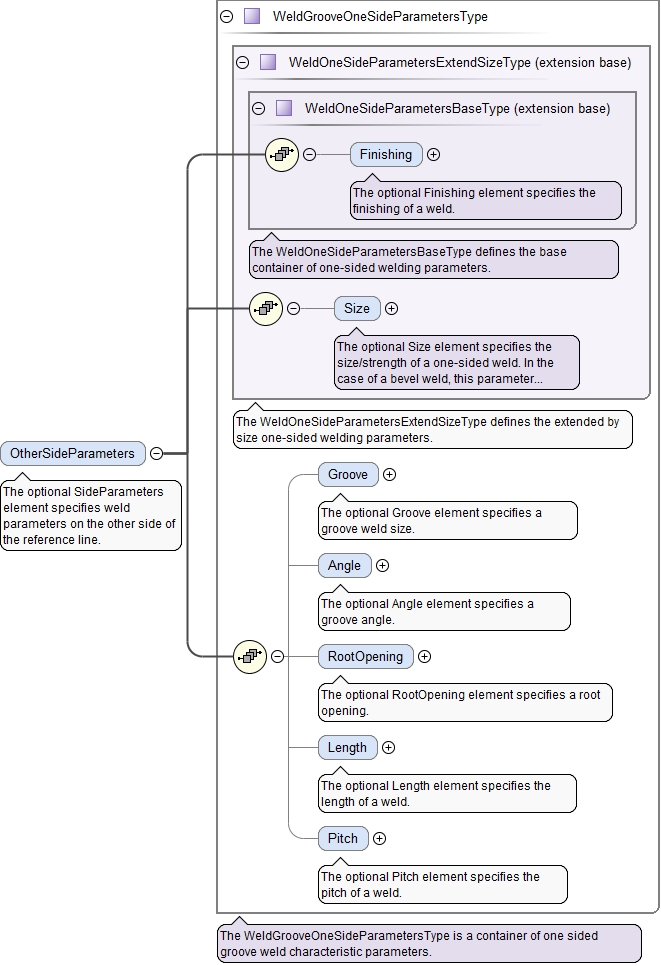 WeldGrooveOneSideParametersType
WeldOneSideParametersExtendSizeType (extension base)
WeldOneSideParametersBaseType (extension base)
Finishing
The optional Finishing element specifies the
finishing of a weld.
The WeldOneSideParametersBaseType defines the base
container of one-sided welding parameters.
Size
The optional Size element specifies the
size/strength of a one-sided weld. In the
case of a bevel weld, this parameter...
The WeldOneSideParametersExtendSizeType defines the extended by
size one-sided welding parameters.
OtherSideParameters
The optional SideParameters
element specifies weld
parameters on the other side of
the reference line.
Groove
The optional Groove element specifies a
groove weld size.
Angle
The optional Angle element specifies a
groove angle.
RootOpening
The optional RootOpening element specifies a root
opening.
Length
The optional Length element specifies the
length of a weld.
Pitch
The optional Pitch element specifies the
pitch of a weld.
The WeldGrooveOneSideParametersType is a container of one sided
groove weld characteristic parameters.